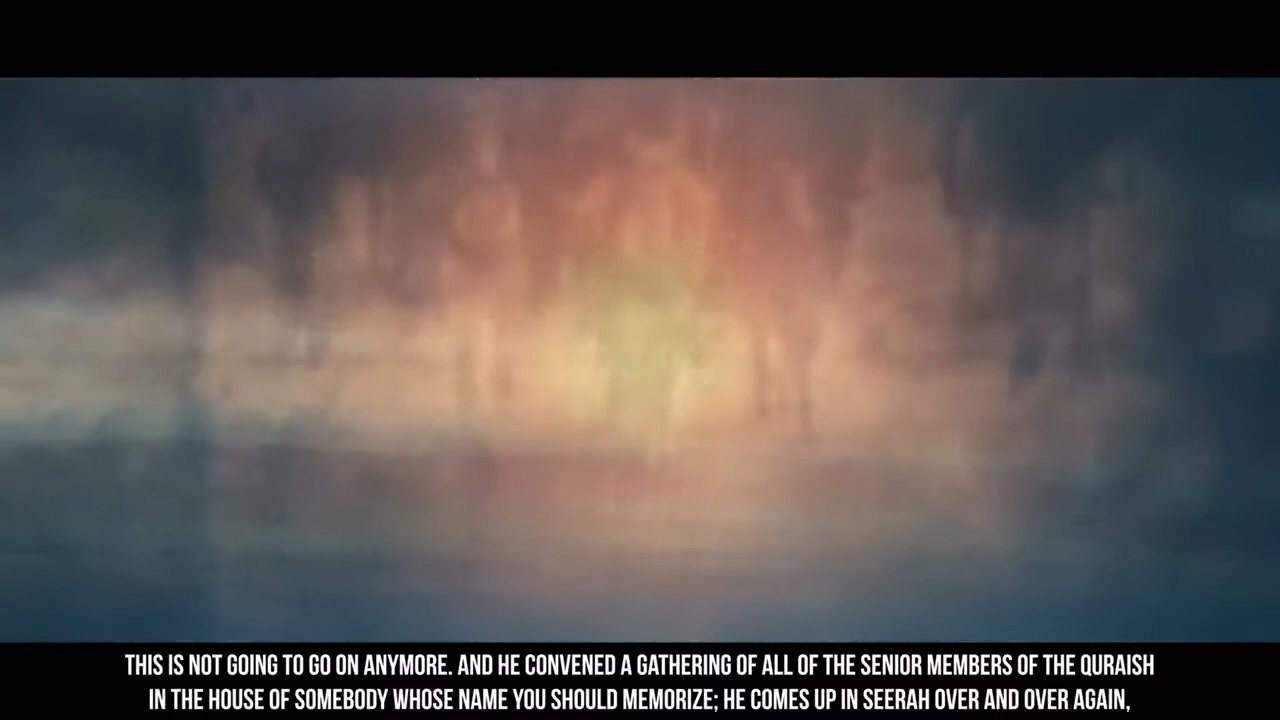 THIS IS NOT GOING TO GO ON ANYMORE. AND HE CONVENED A GATHERING OF ALL OF THE SENIOR MEMBERS OF THE QURAISH
IN THE HOUSE OF SOMEBODY WHOSE NAME YOU SHOULD MEMORIZE; HE COMES UP IN SEERAH OVER AND OVER AGAIN,